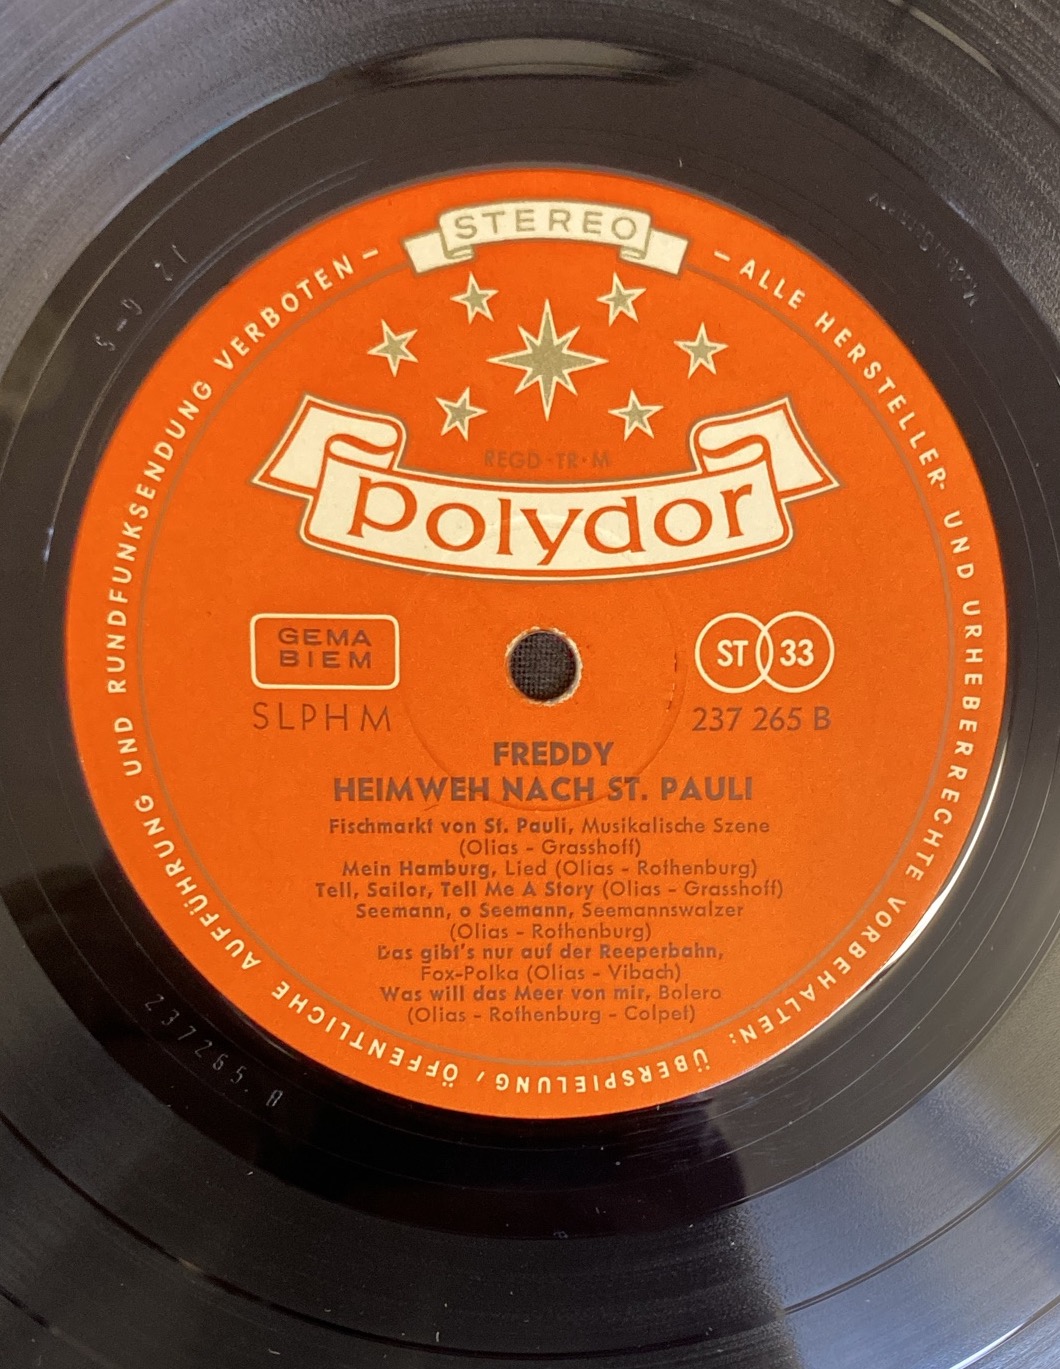 STEREO
REGD·TR·M
polydor
GEMA
BIEM
ST 33
SLPHM
237 265 B
FREDDY
HEIMWEH NACH ST. PAULI
Fischmarkt von St. Pauli, Musikalische Szene
(Olias - Grasshoff)
Mein Hamburg, Lied (Olias - Rothenburg)
Tell, Sailor, Tell Me A Story (Olias - Grasshoff)
Seemann, o Seemann, Seemannswalzer
(Olias - Rothenburg)
Das gibt's nur auf der Reeperbahn,
Fox-Polka (Olias - Vibach)
Was will das Meer von mir, Bolero
(Olias - Rothenburg - Colpet)
– ALLE HERSTELLER- UND URHEBERRECHTE VORBEHALTEN: ÜBERSPIELUNG, ÖFFENTLICHE AUFFÜHRUNG UND RUNDFUNKSENDUNG VERBOTEN –